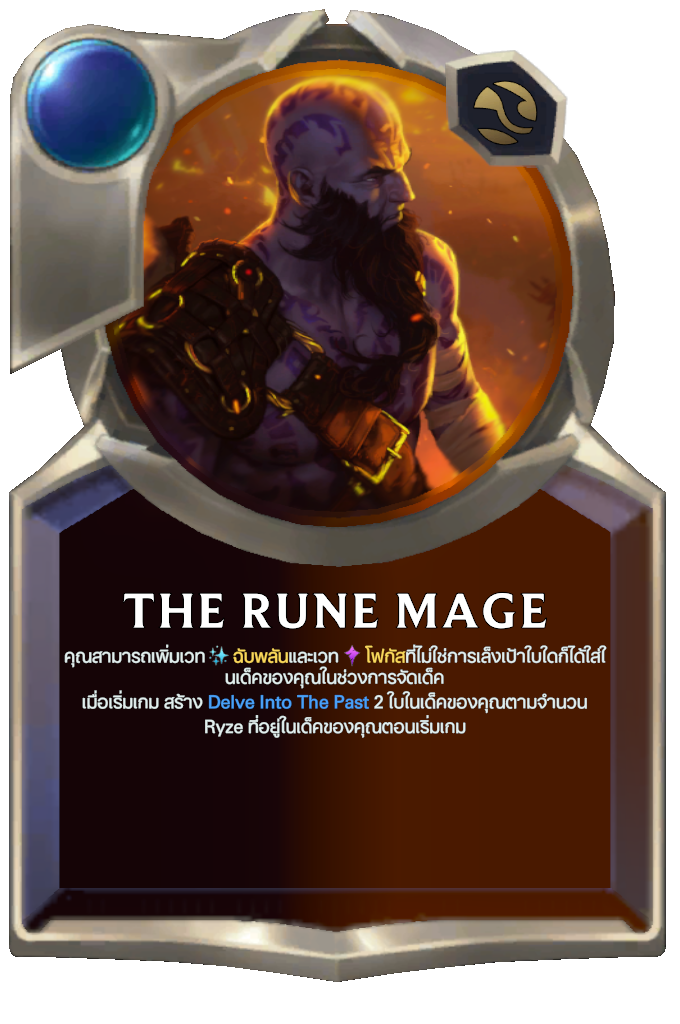 THE RUNE MAGE
คุณสามารถเพิ่มเวท ฉับพลันและเวท โฟกัสที่ไม่ใช่การเล็งเป้าใบใดก็ได้ใส่ใ
นเด็คของคุณในช่วงการจัดเด็ค
เมื่อเริ่มเกม สร้าง Delve Into The Past 2 ใบในเด็คของคุณตามจำนวน
Ryze ที่อยู่ในเด็คของคุณตอนเริ่มเกม